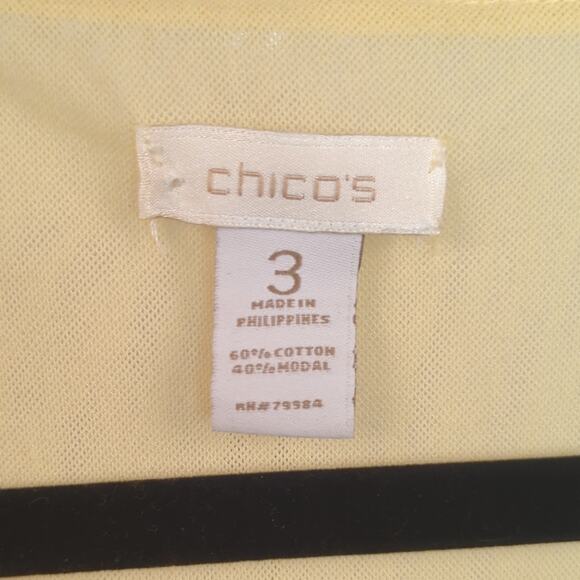 chico's
3
MADE IN
PHILIPPINES
60% COTTON
40% MODAL
RN# 79984